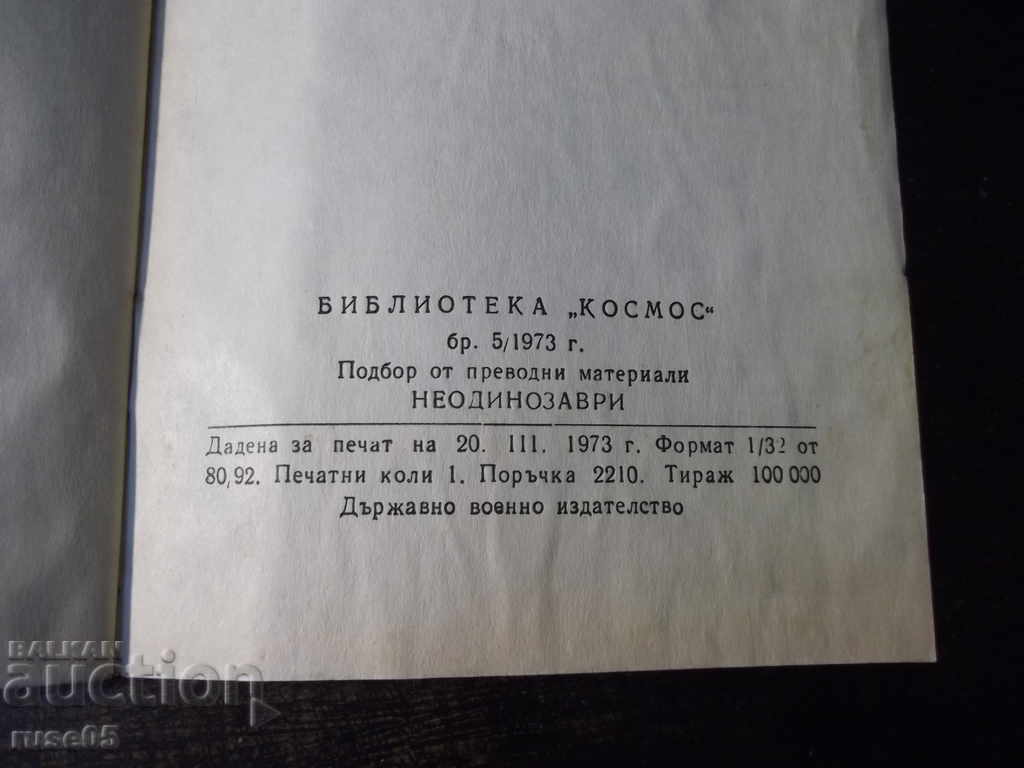 БИБЛИОТЕКА „КОСМОС“
бр. 5/1973 г.
Подбор от преводни материали
НЕОДИНОЗАВРИ
Дадена за печат на 20. III. 1973 г. Формат 1/32 от
80/92. Печатни коли 1. Поръчка 2210. Тираж 100 000
Държавно военно издателство
BALKAN
auction
ruse05